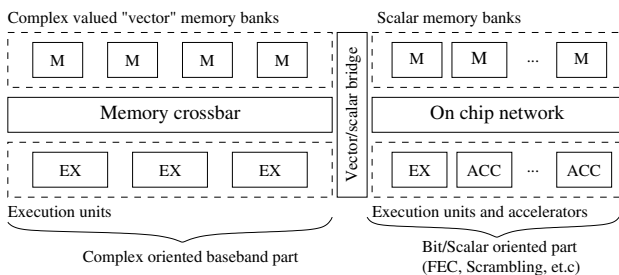 Complex valued "vector" memory banks
Scalar memory banks
M M M M
M M ... M
Memory crossbar
Vector/scalar bridge
On chip network
EX EX EX
EX ACC ... ACC
Execution units
Execution units and accelerators
Complex oriented baseband part
Bit/Scalar oriented part
(FEC, Scrambling, et.c)